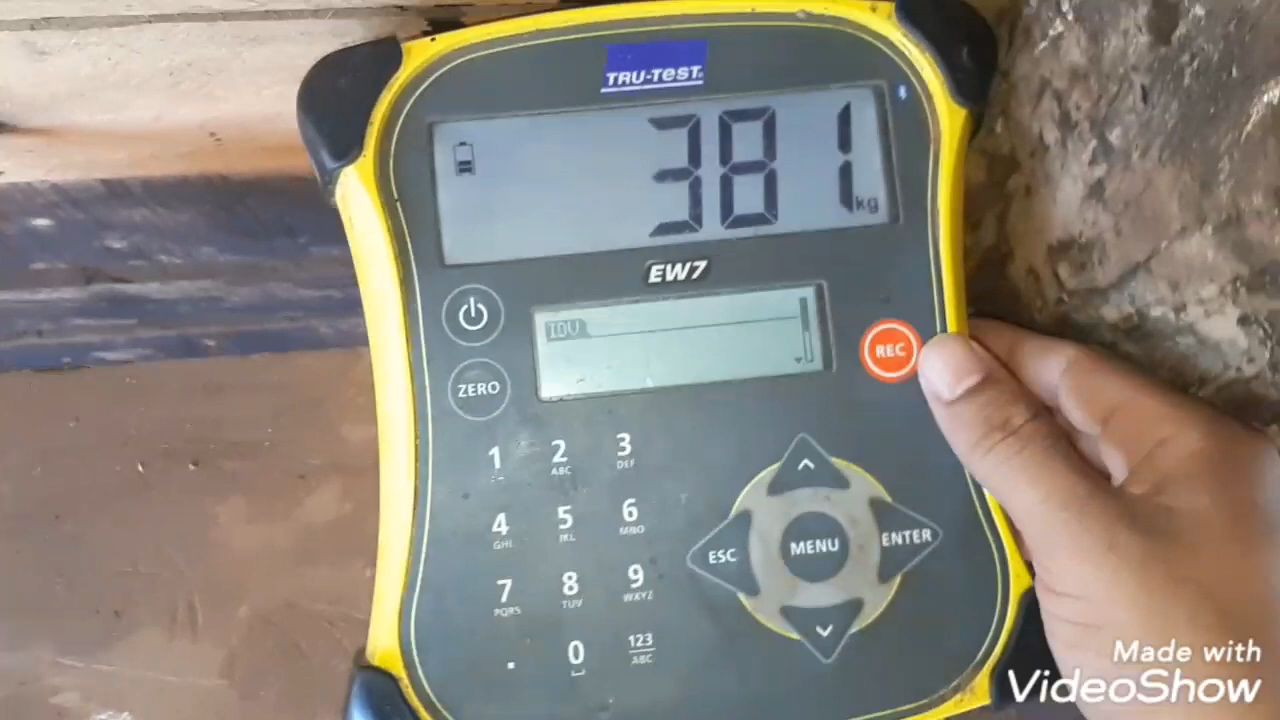 TRU-TEST
381 kg
EW7
IDV
ZERO
REC
1 2 ABC 3 DEF
4 GHI 5 JKL 6 MNO
7 PQRS 8 TUV 9 WXYZ
. 0 123 ABC
ESC MENU ENTER
Made with
VideoShow